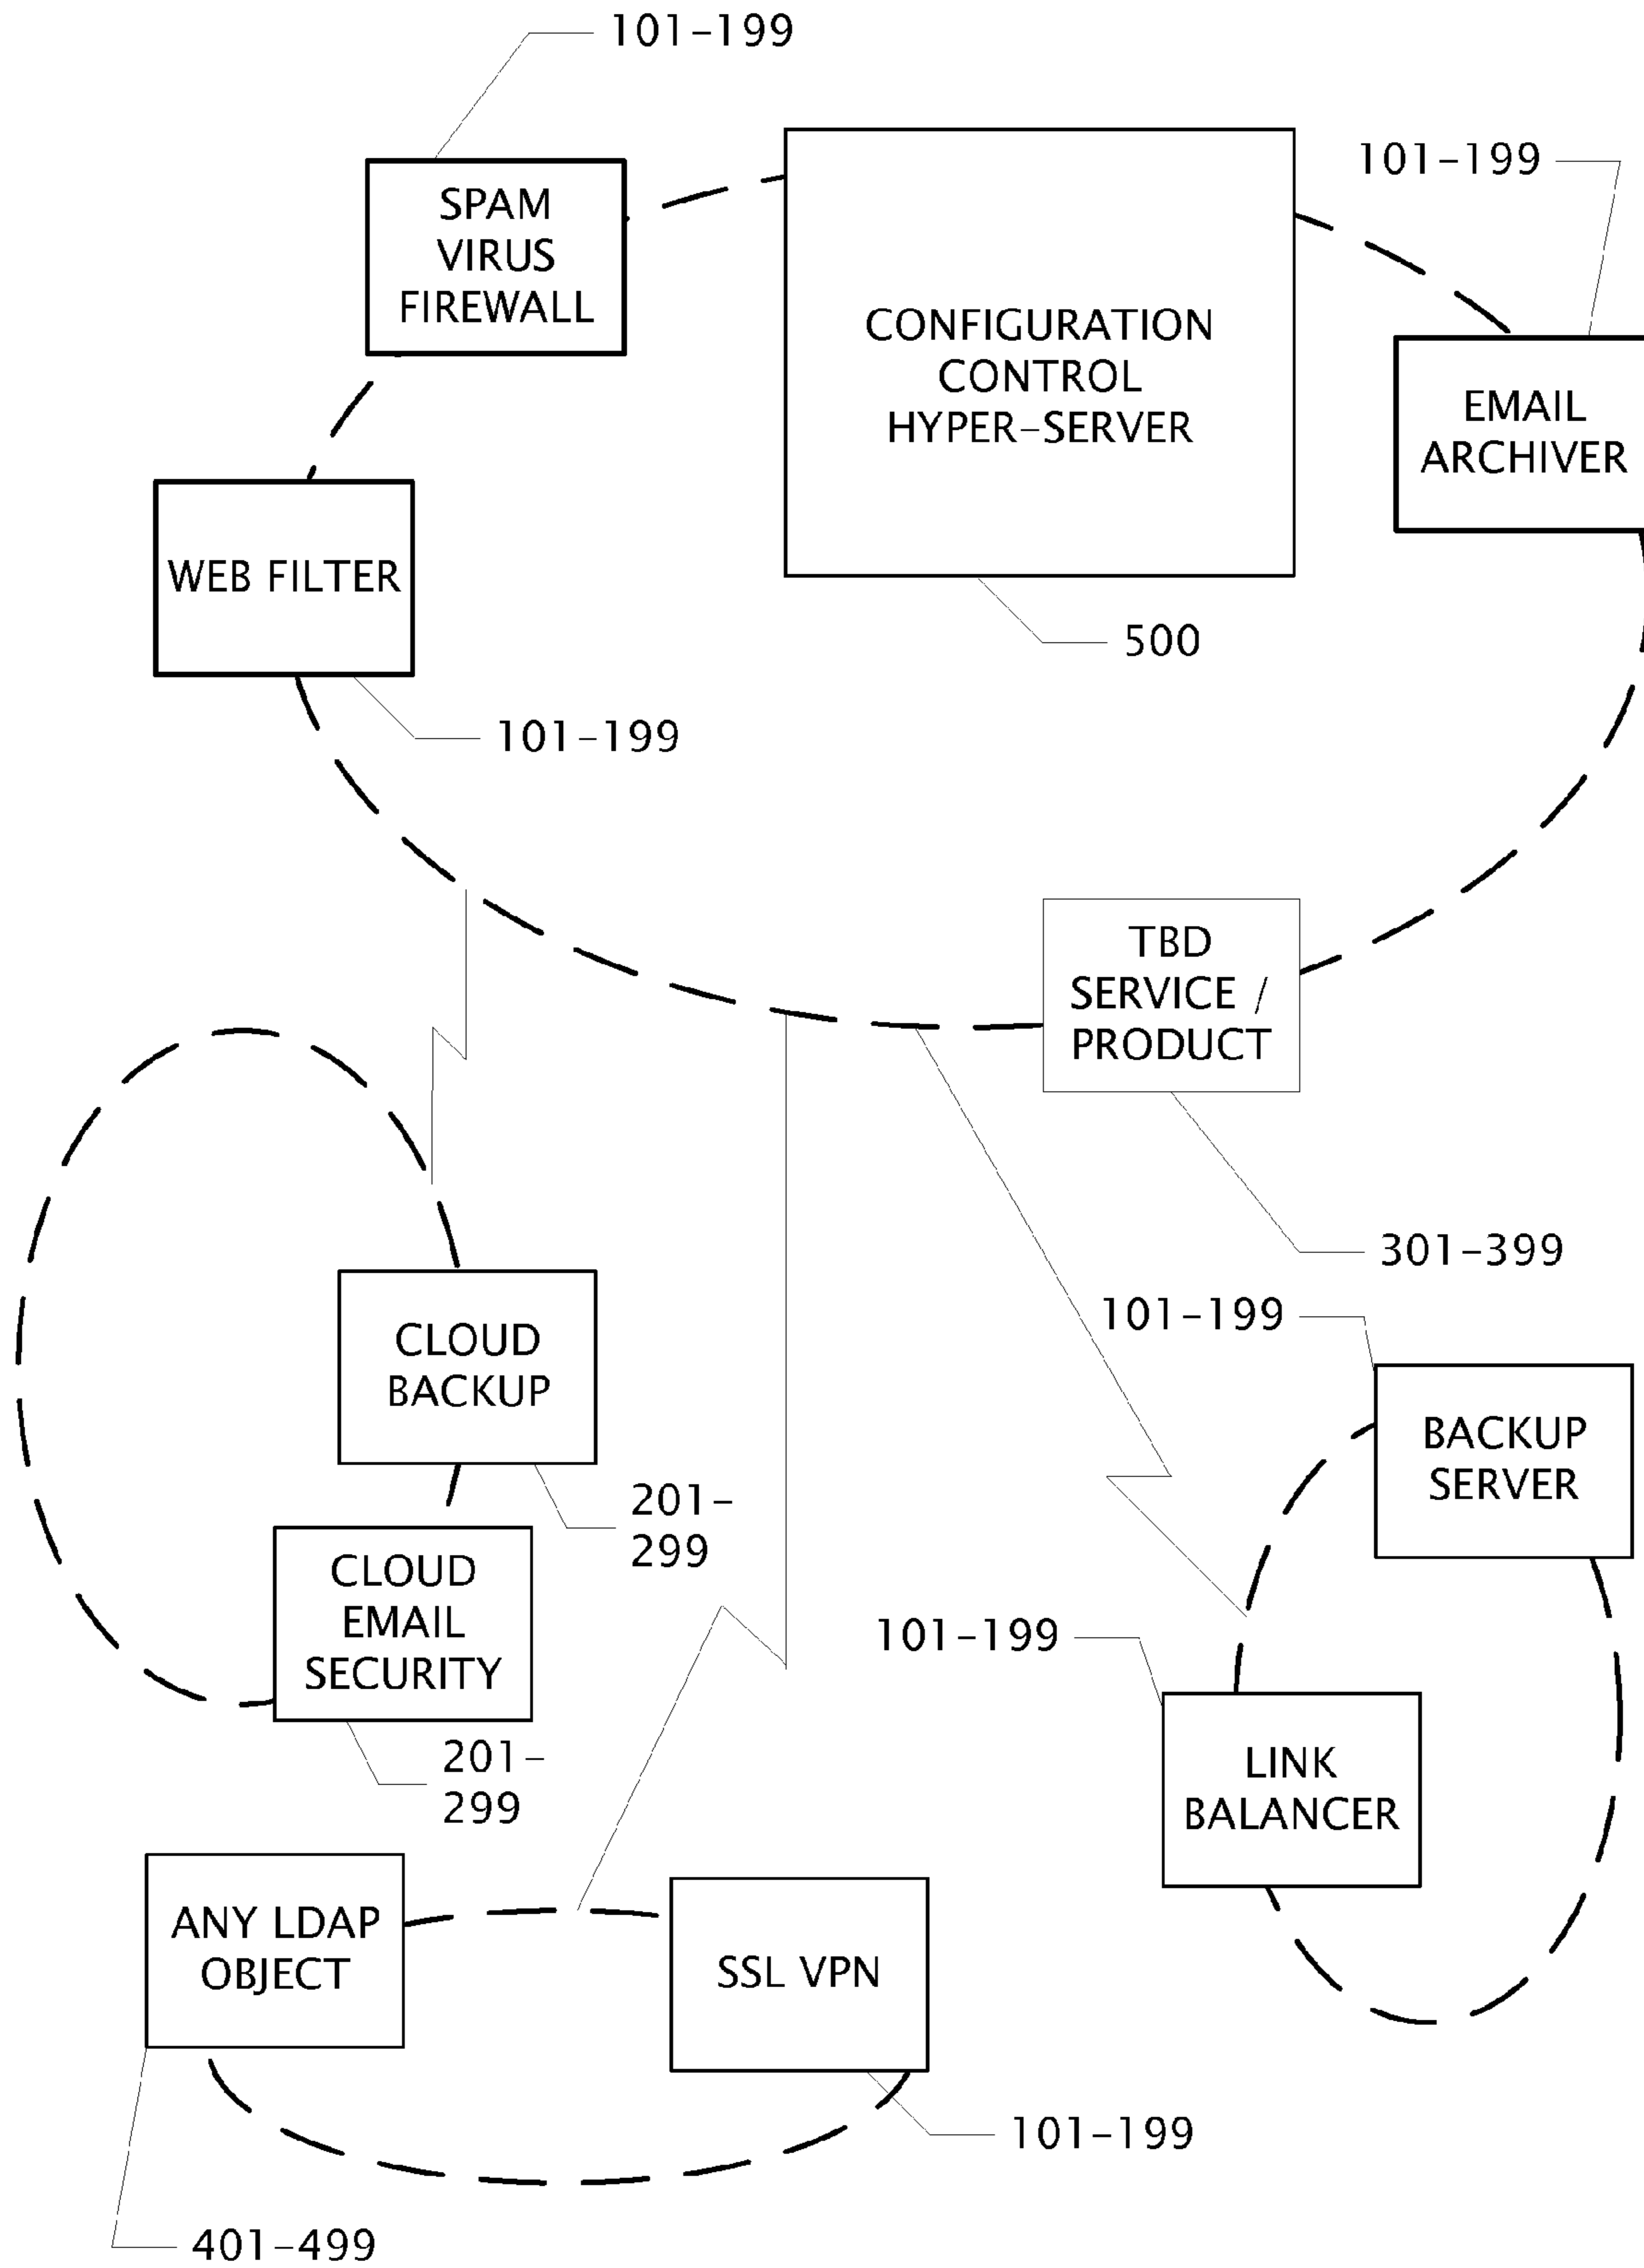 101-199
SPAM
VIRUS
FIREWALL
101-199
CONFIGURATION
CONTROL
HYPER-SERVER
EMAIL
ARCHIVER
WEB FILTER
500
101-199
TBD
SERVICE /
PRODUCT
301-399
101-199
CLOUD
BACKUP
BACKUP
SERVER
201-
299
CLOUD
EMAIL
SECURITY
101-199
201-
299
LINK
BALANCER
ANY LDAP
OBJECT
SSL VPN
101-199
401-499